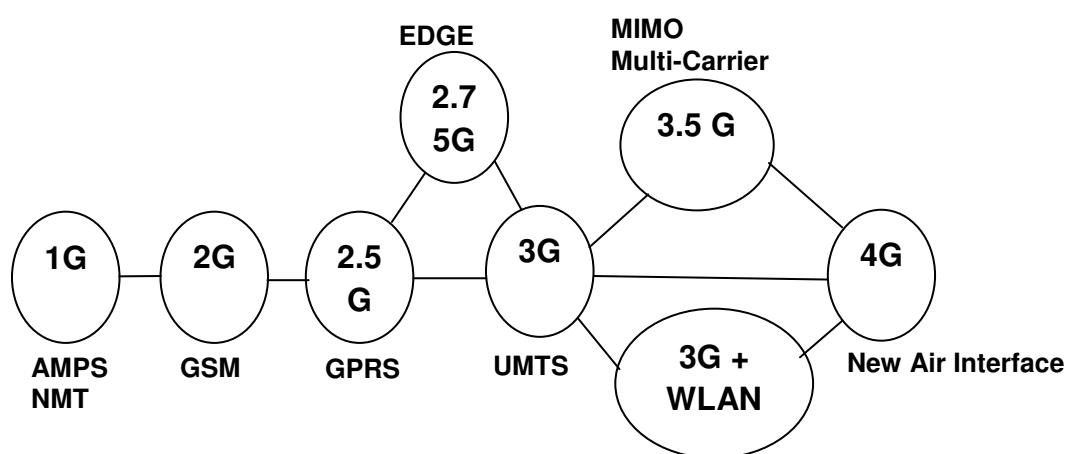 EDGE
2.7
5G
MIMO
Multi-Carrier
3.5 G
1G
AMPS
NMT
2G
GSM
2.5
G
GPRS
3G
UMTS
3G +
WLAN
4G
New Air Interface